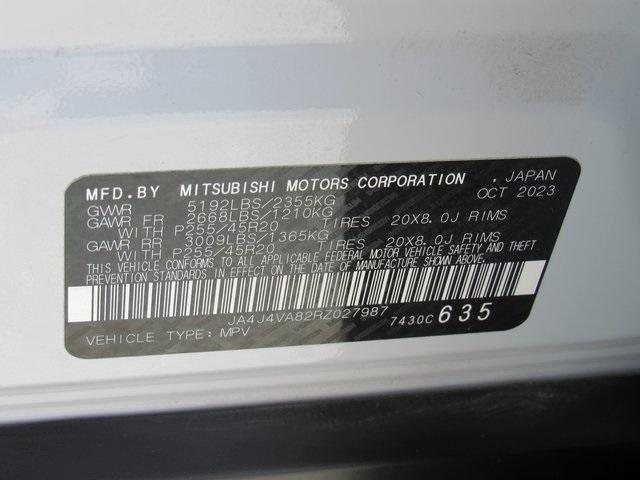 MFD.BY MITSUBISHI MOTORS CORPORATION , JAPAN
GVWR 5192LBS/2355KG OCT 2023
GAWR FR 2668LBS/1210KG
WITH P255/45R20 TIRES 20X8.0J RIMS
GAWR RR 3009LBS/1365KG
WITH P255/45R20 TIRES 20X8.0J RIMS
THIS VEHICLE CONFORMS TO ALL APPLICABLE FEDERAL MOTOR VEHICLE SAFETY AND THEFT
PREVENTION STANDARDS IN EFFECT ON THE DATE OF MANUFACTURE SHOWN ABOVE.
JA4J4VA82RZ027987 7430C 635
VEHICLE TYPE: MPV